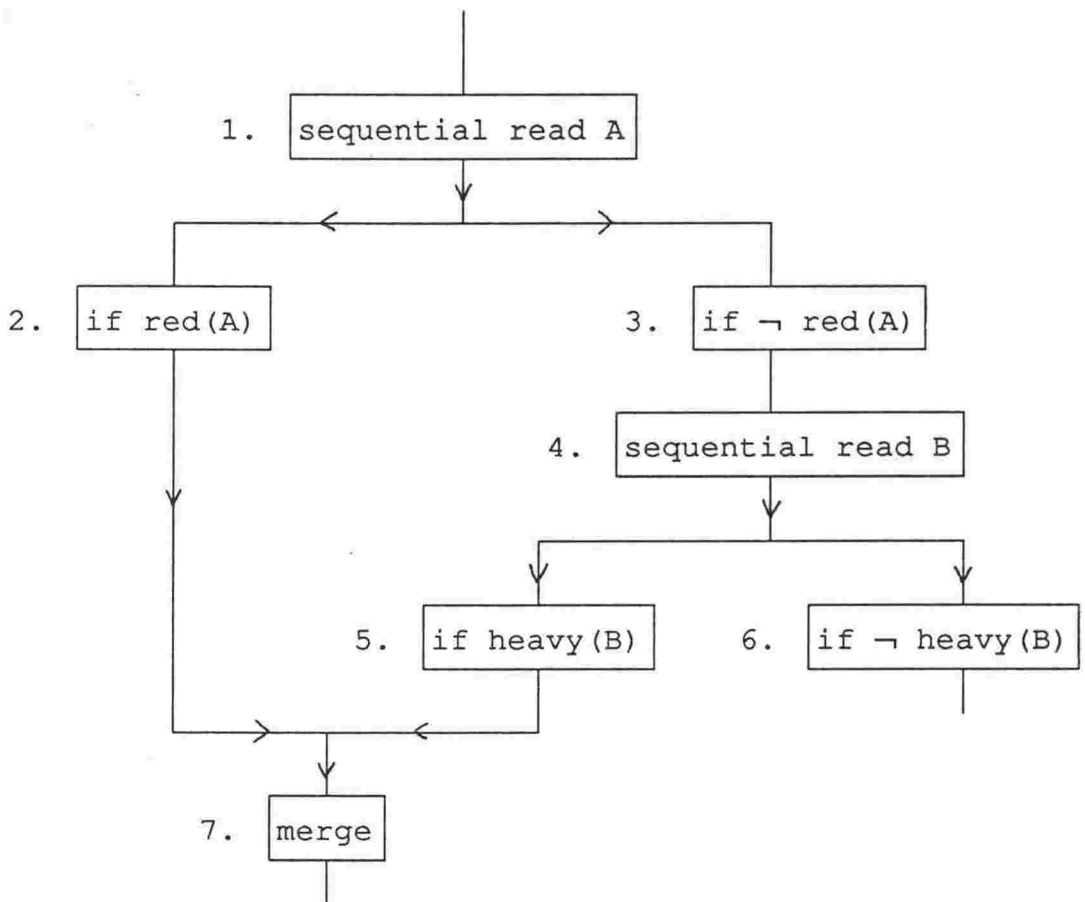 1. sequential read A
2. if red(A)
3. if ¬ red(A)
4. sequential read B
5. if heavy(B)
6. if ¬ heavy(B)
7. merge